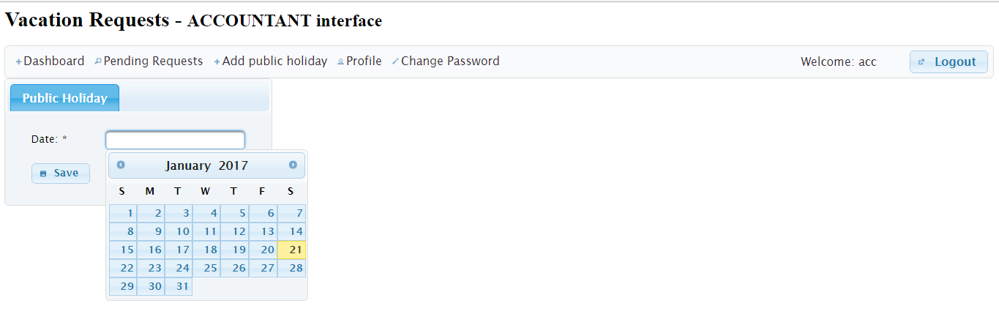 Vacation Requests - ACCOUNTANT interface
Dashboard Pending Requests Add public holiday Profile Change Password Welcome: acc Logout
Public Holiday
Date: *
January 2017
Save
S M T W T F S
1 2 3 4 5 6 7
8 9 10 11 12 13 14
15 16 17 18 19 20 21
22 23 24 25 26 27 28
29 30 31